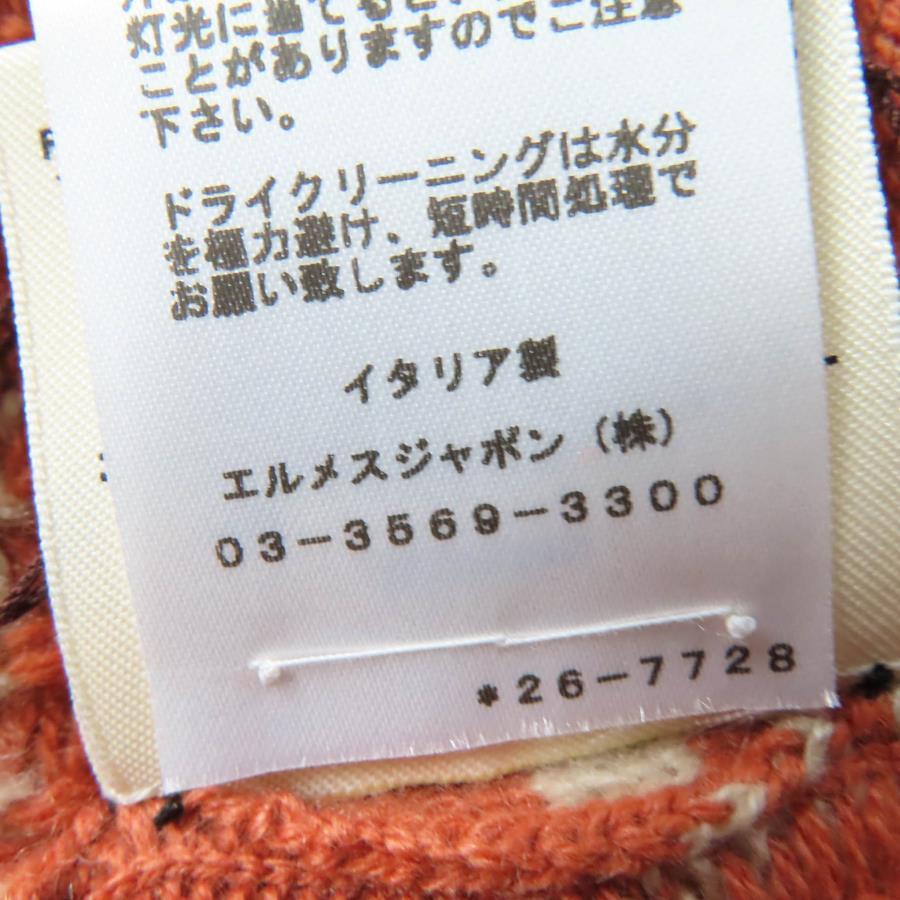 灯光に当てると、
ことがありますのでご注意
下さい。
ドライクリーニングは水分
を極力避け、短時間処理で
お願い致します。
イタリア製
エルメスジャポン（株）
03-3569-3300
*26-7728